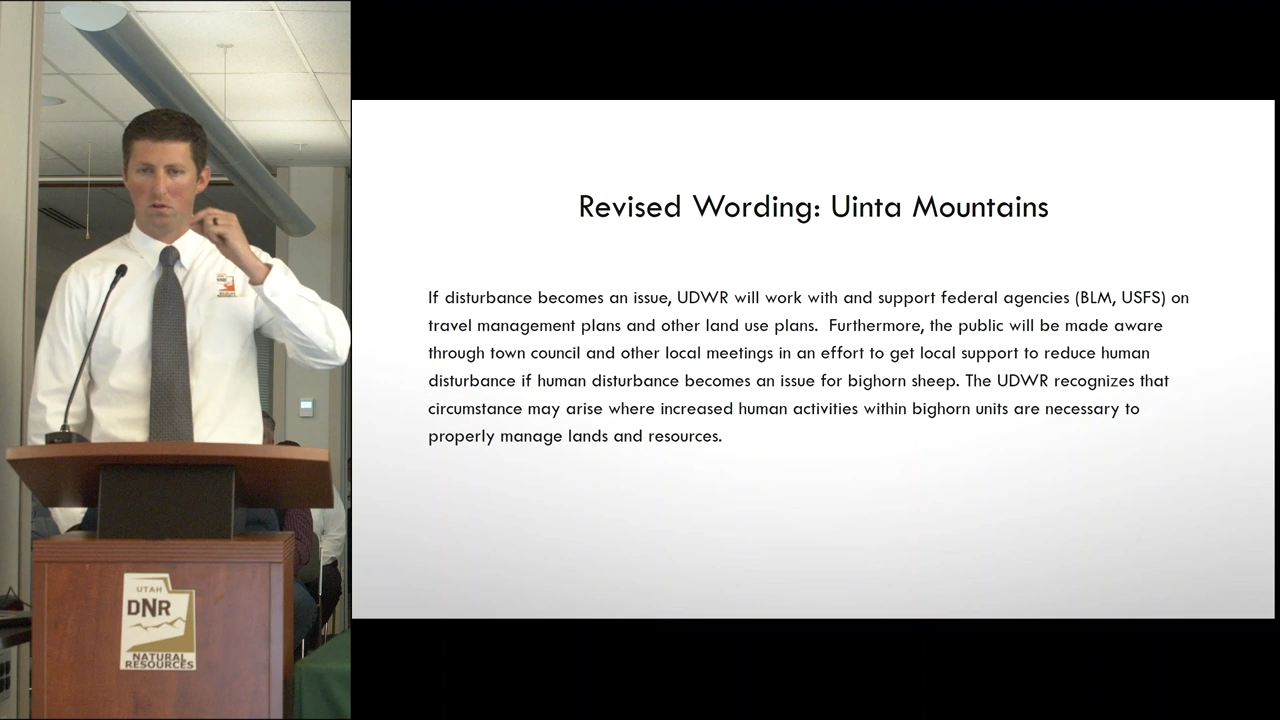 Revised Wording: Uinta Mountains
If disturbance becomes an issue, UDWR will work with and support federal agencies (BLM, USFS) on
travel management plans and other land use plans.  Furthermore, the public will be made aware
through town council and other local meetings in an effort to get local support to reduce human
disturbance if human disturbance becomes an issue for bighorn sheep. The UDWR recognizes that
circumstance may arise where increased human activities within bighorn units are necessary to
properly manage lands and resources.
UTAH
DNR
NATURAL
RESOURCES